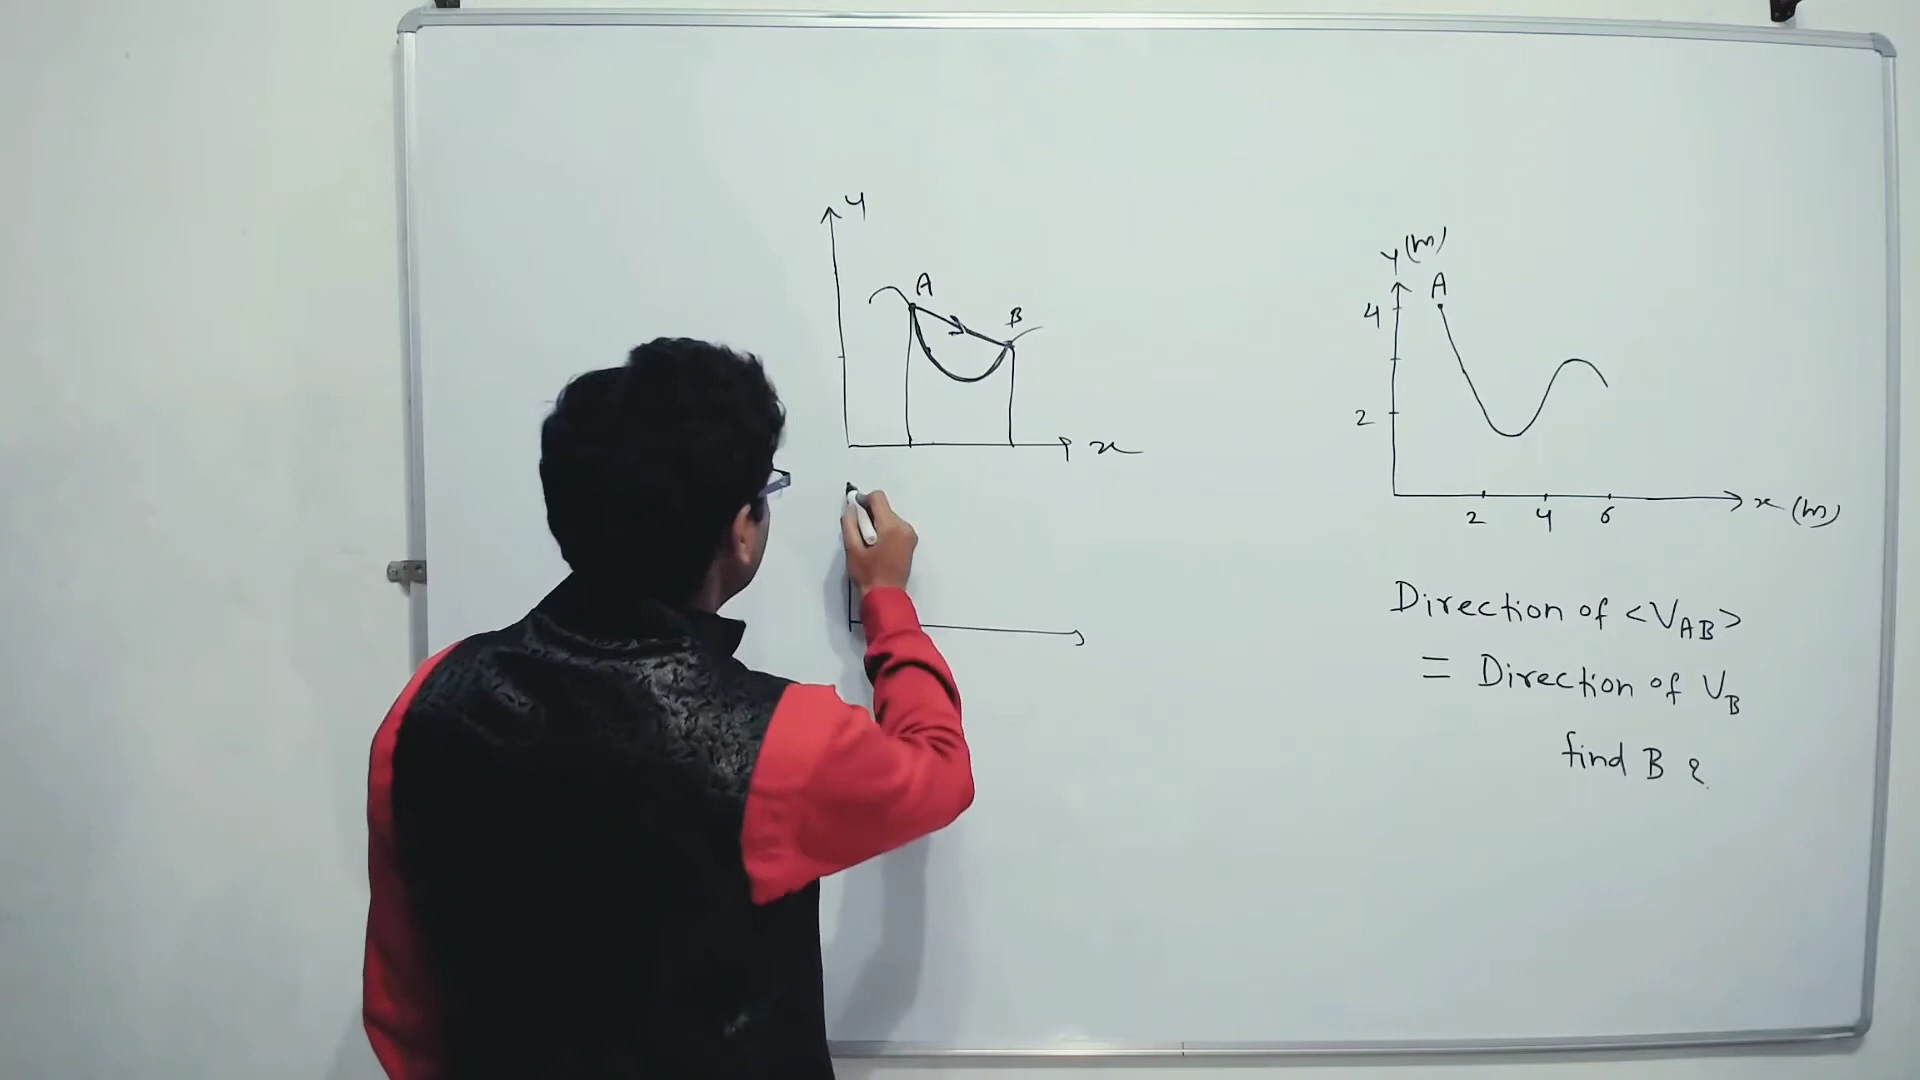 y
A
B
x
y (m)
A
4
2
2 4 6
x (m)
Direction of <V_AB>
= Direction of V_B
find B ?